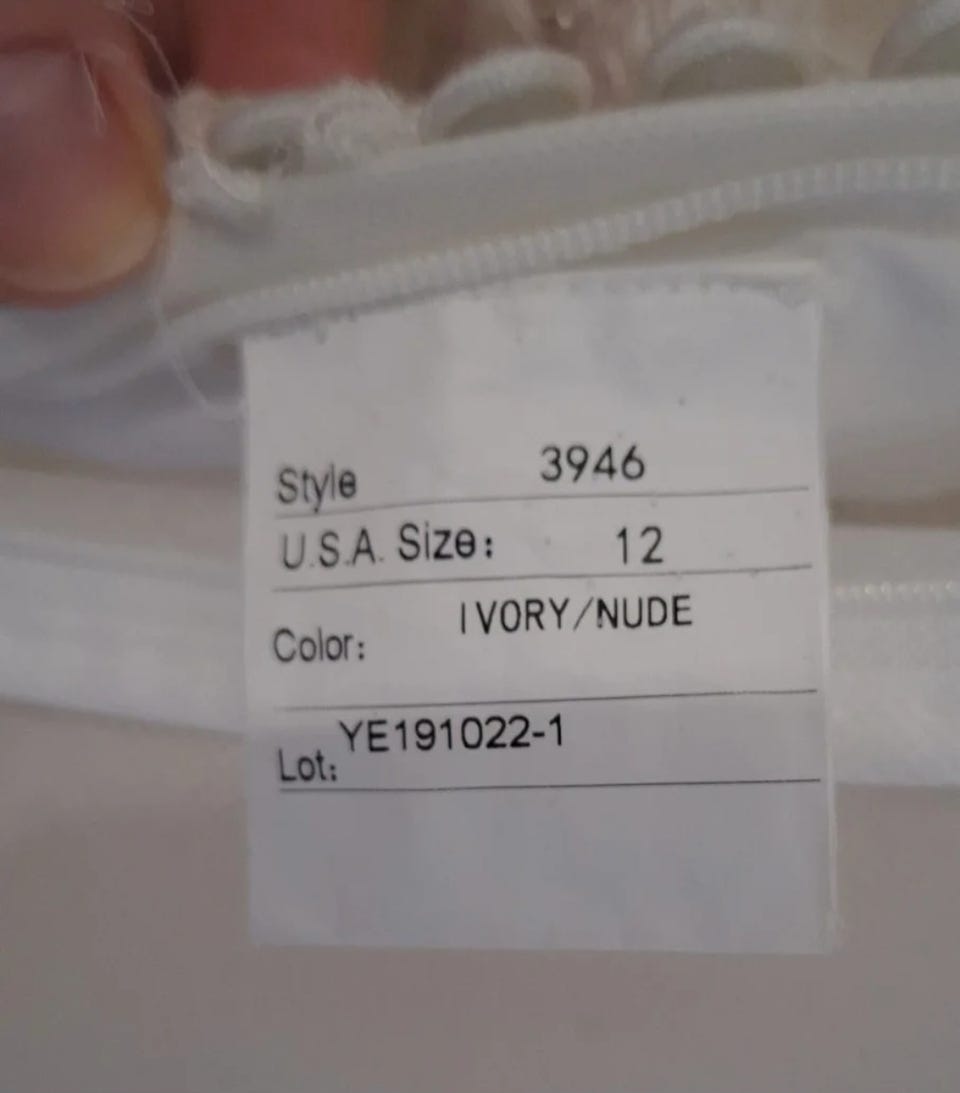 Style 3946
U.S.A. Size: 12
Color: IVORY/NUDE
Lot: YE191022-1